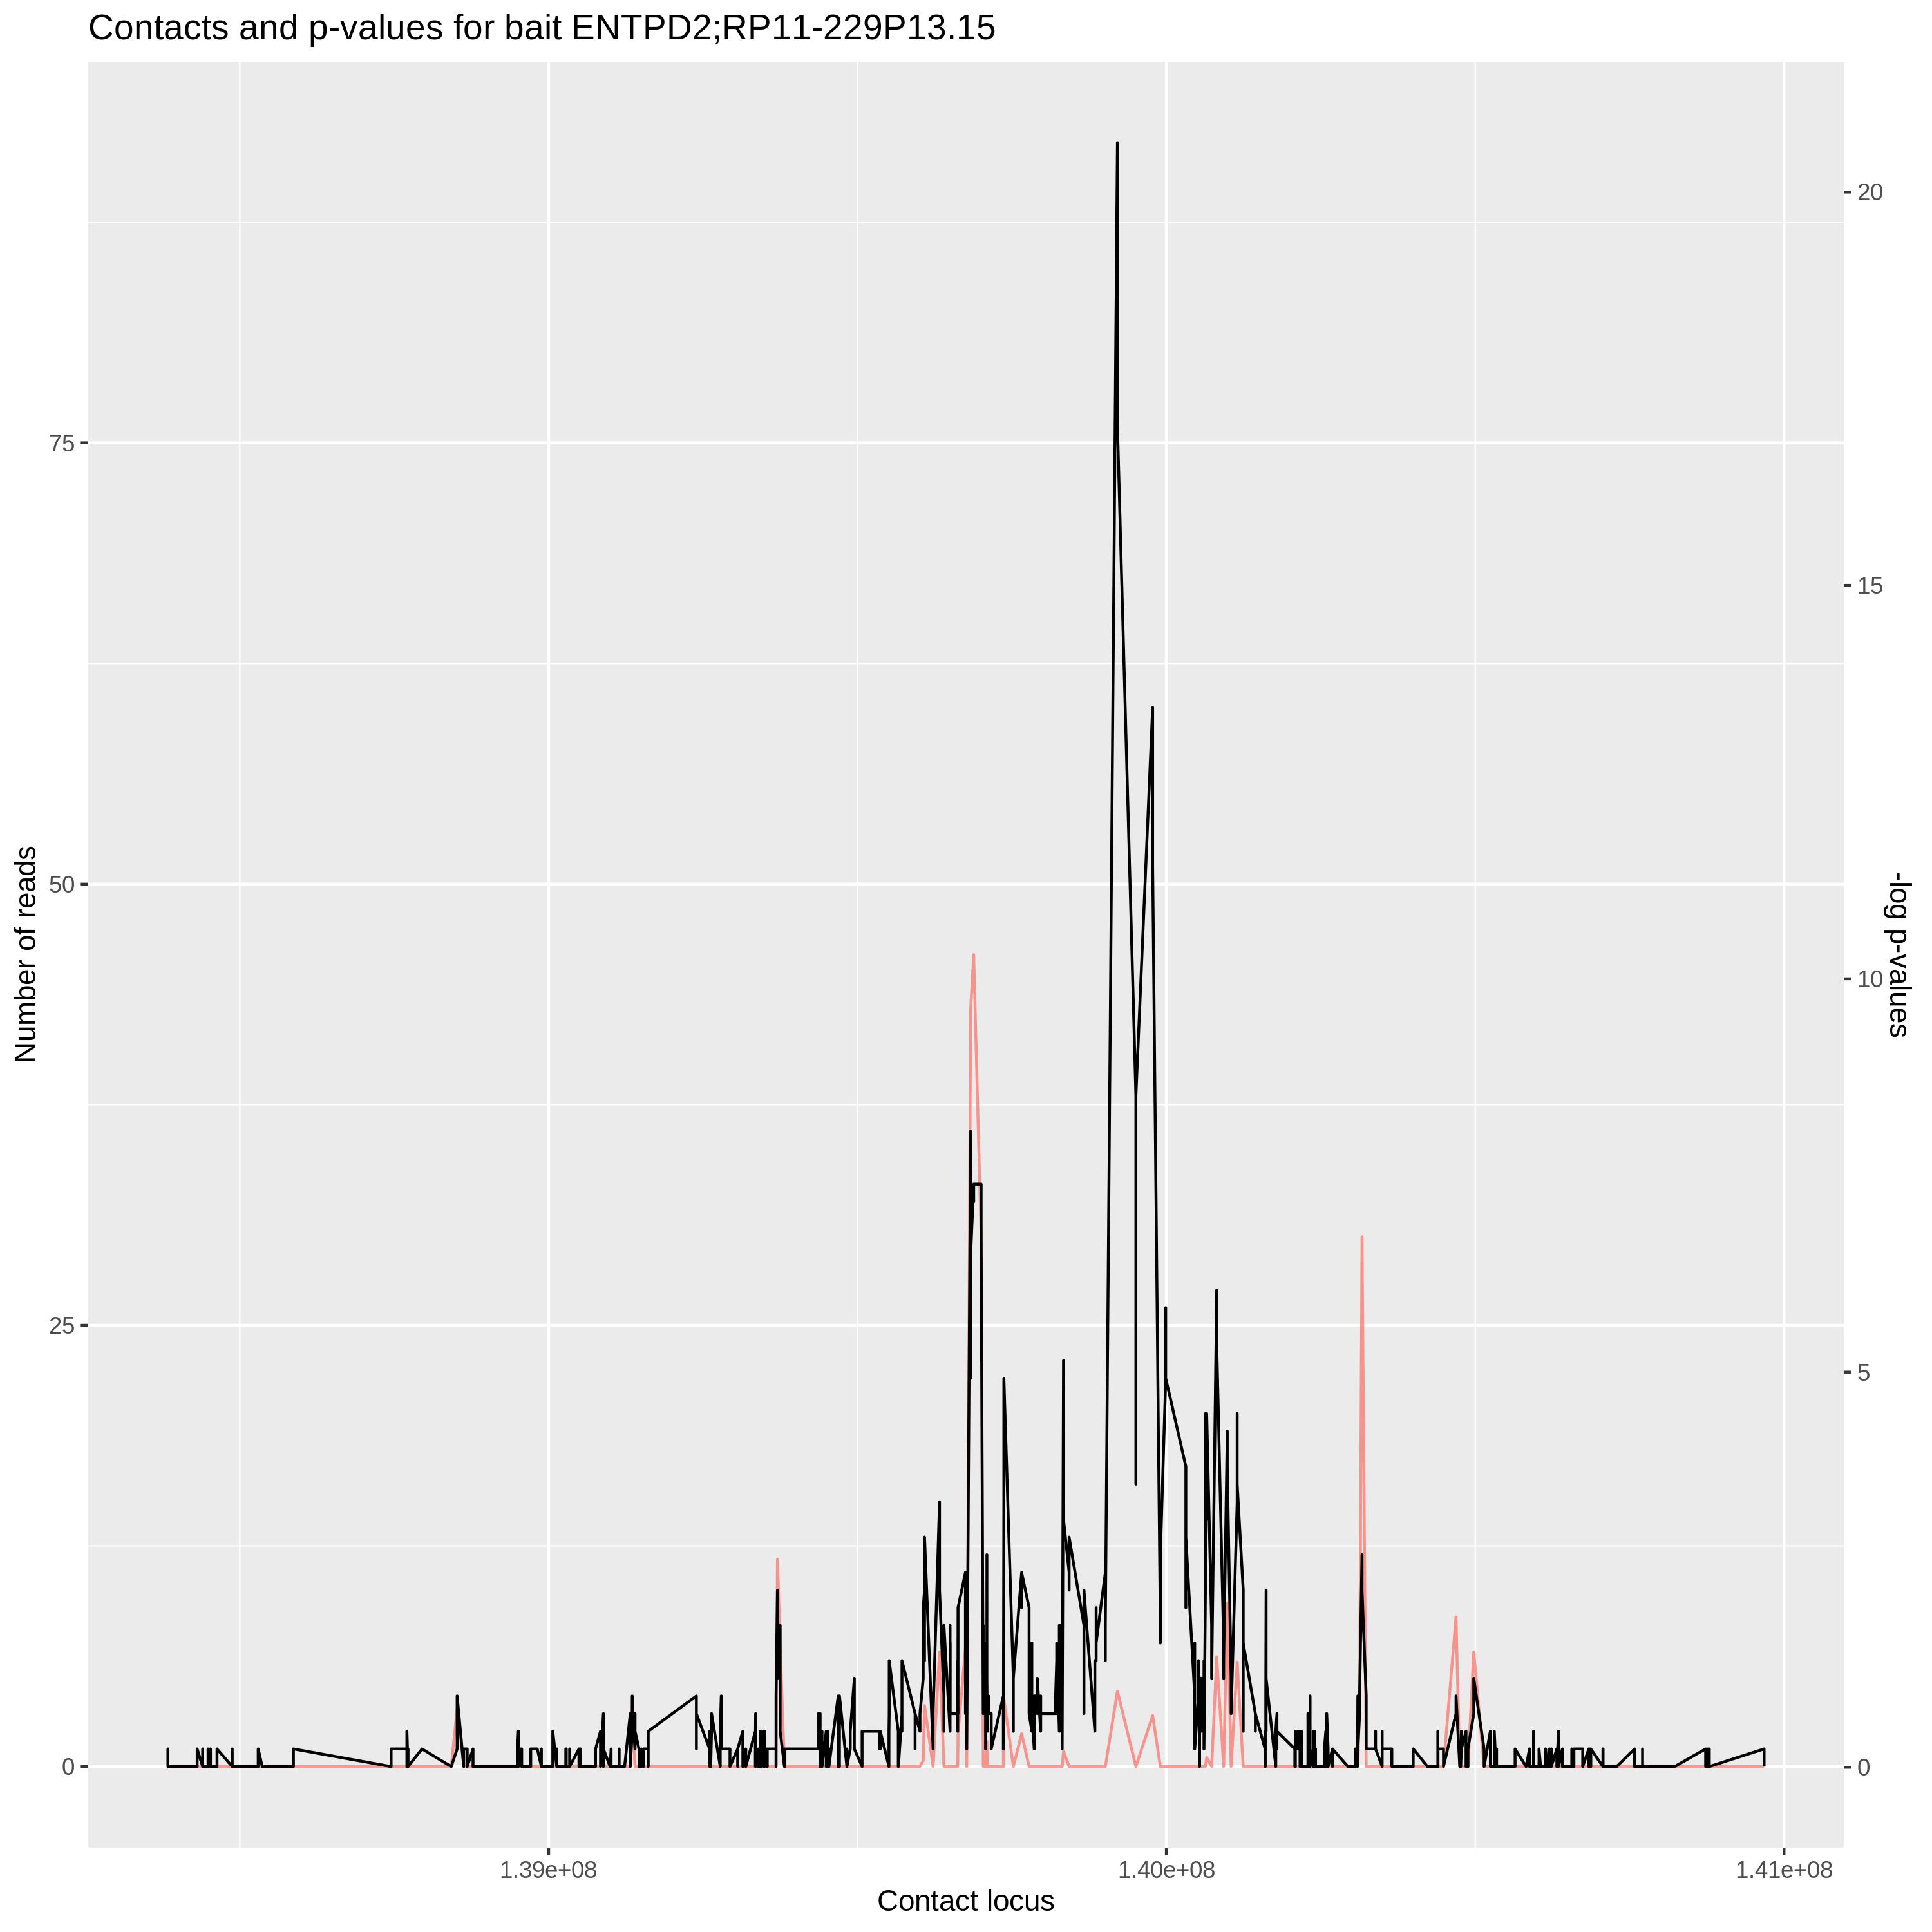 Contacts and p-values for bait ENTPD2;RP11-229P13.15
20
75
15
50
Number of reads
-log p-values
10
25
5
0
0
1.39e+08
1.40e+08
1.41e+08
Contact locus